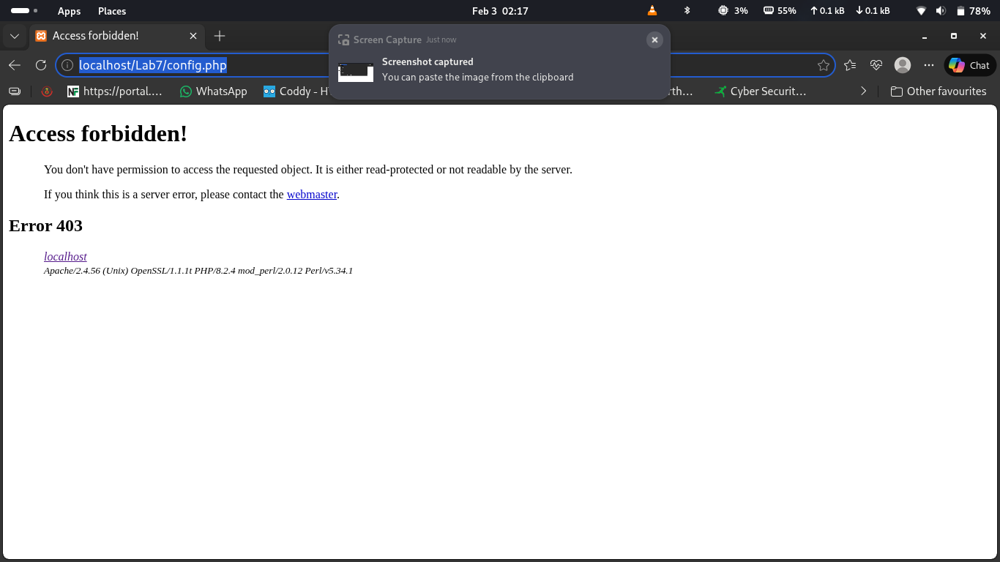 Apps Places Feb 3 02:17 3% 55% 0.1 kB 0.1 kB 78%
Access forbidden!
Screen Capture Just now
Screenshot captured
You can paste the image from the clipboard
localhost/Lab7/config.php
Chat
https://portal.... WhatsApp Coddy - HT rth... Cyber Securit... Other favourites
Access forbidden!
You don't have permission to access the requested object. It is either read-protected or not readable by the server.
If you think this is a server error, please contact the webmaster.
Error 403
localhost
Apache/2.4.56 (Unix) OpenSSL/1.1.1t PHP/8.2.4 mod_perl/2.0.12 Perl/v5.34.1